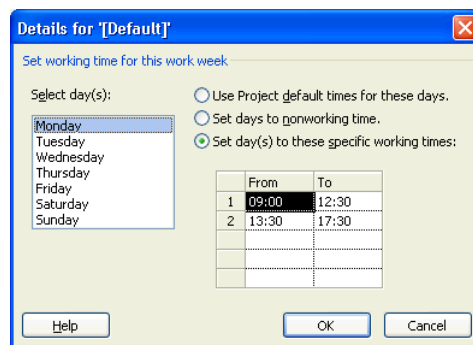 Details for '[Default]'
Set working time for this work week
Select day(s):
Monday
Tuesday
Wednesday
Thursday
Friday
Saturday
Sunday
Use Project default times for these days.
Set days to nonworking time.
Set day(s) to these specific working times:
From To
1 09:00 12:30
2 13:30 17:30
Help OK Cancel